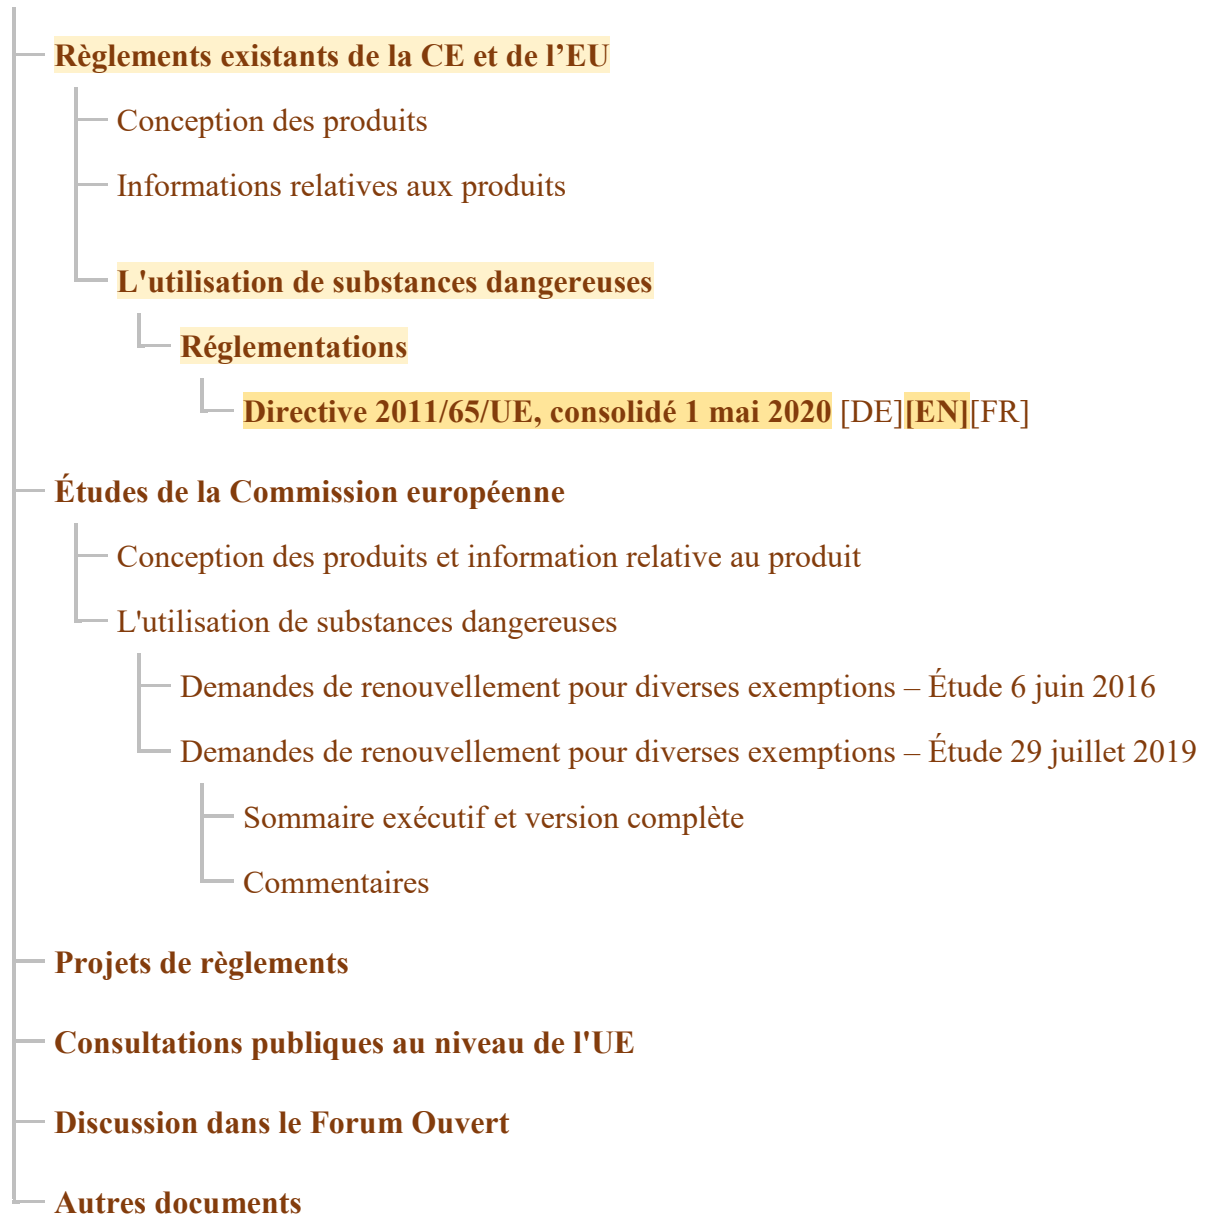 Règlements existants de la CE et de l’EU
Conception des produits
Informations relatives aux produits
L'utilisation de substances dangereuses
Réglementations
Directive 2011/65/UE, consolidé 1 mai 2020 [DE][EN][FR]
Études de la Commission européenne
Conception des produits et information relative au produit
L'utilisation de substances dangereuses
Demandes de renouvellement pour diverses exemptions – Étude 6 juin 2016
Demandes de renouvellement pour diverses exemptions – Étude 29 juillet 2019
Sommaire exécutif et version complète
Commentaires
Projets de règlements
Consultations publiques au niveau de l'UE
Discussion dans le Forum Ouvert
Autres documents